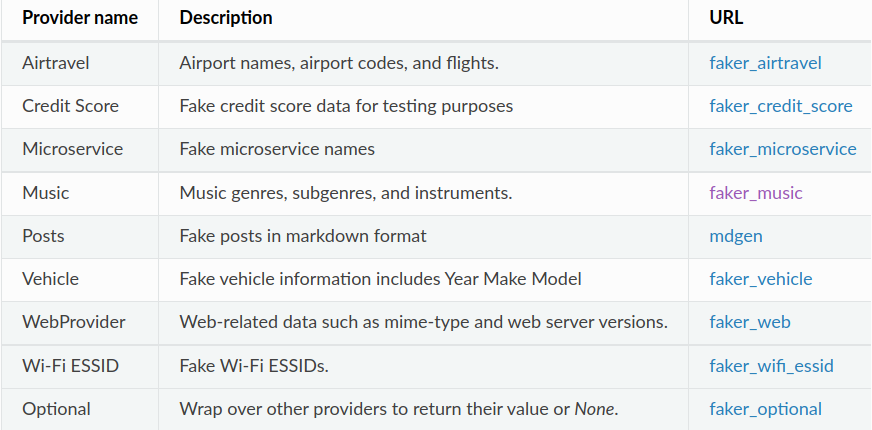 Provider name Description URL
Airtravel Airport names, airport codes, and flights. faker_airtravel
Credit Score Fake credit score data for testing purposes faker_credit_score
Microservice Fake microservice names faker_microservice
Music Music genres, subgenres, and instruments. faker_music
Posts Fake posts in markdown format mdgen
Vehicle Fake vehicle information includes Year Make Model faker_vehicle
WebProvider Web-related data such as mime-type and web server versions. faker_web
Wi-Fi ESSID Fake Wi-Fi ESSIDs. faker_wifi_essid
Optional Wrap over other providers to return their value or None. faker_optional